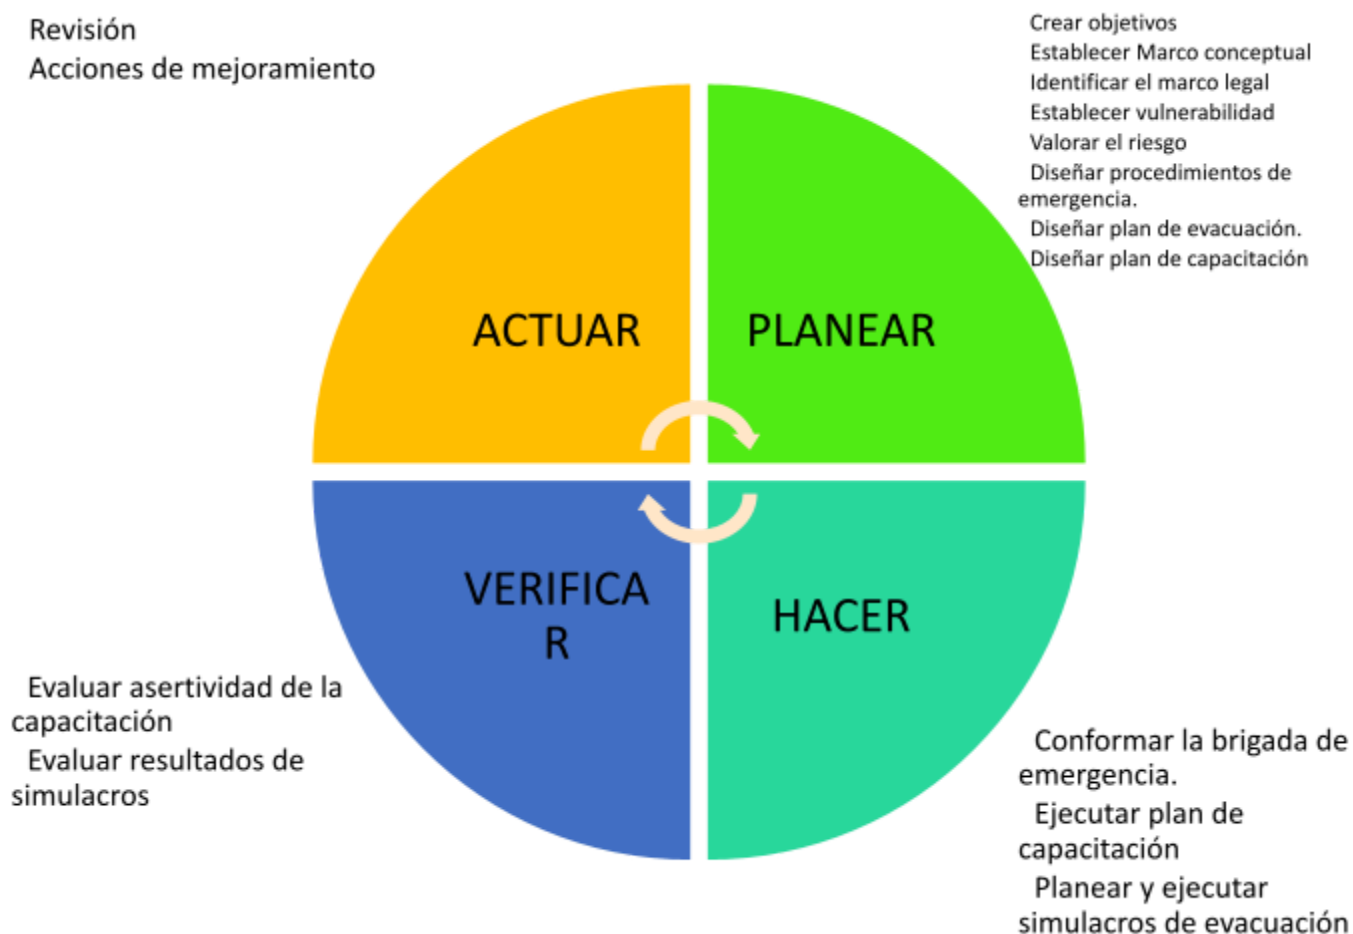 Revisión
Acciones de mejoramiento
Crear objetivos
Establecer Marco conceptual
Identificar el marco legal
Establecer vulnerabilidad
Valorar el riesgo
Diseñar procedimientos de
emergencia.
Diseñar plan de evacuación.
Diseñar plan de capacitación
ACTUAR
PLANEAR
VERIFICA
R
HACER
Evaluar asertividad de la
capacitación
Evaluar resultados de
simulacros
Conformar la brigada de
emergencia.
Ejecutar plan de
capacitación
Planear y ejecutar
simulacros de evacuación